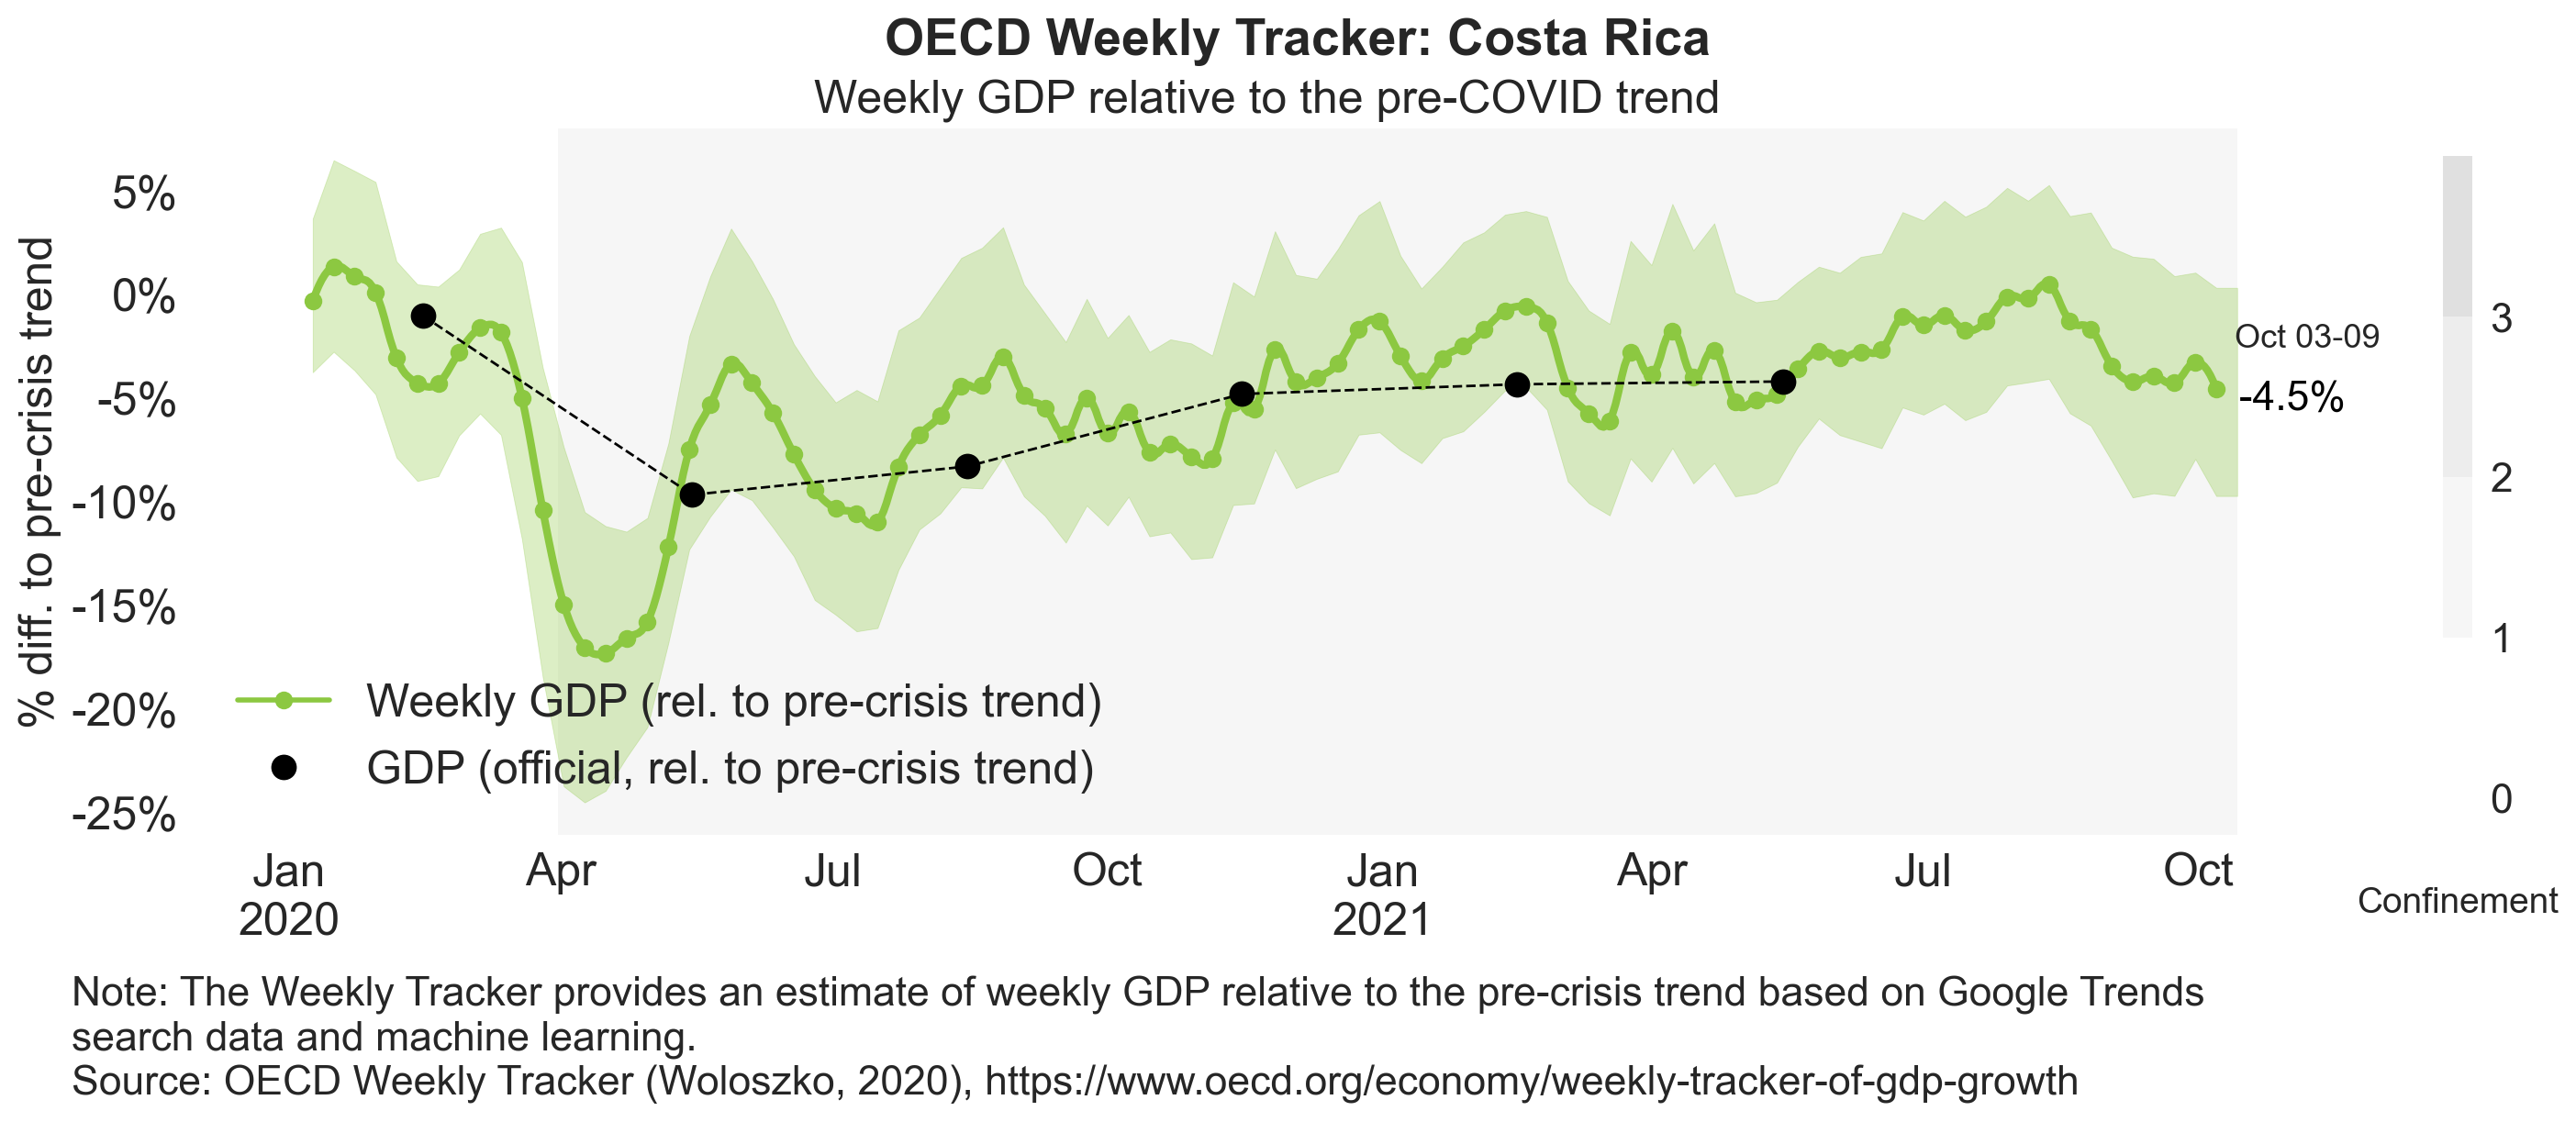 OECD Weekly Tracker: Costa Rica
Weekly GDP relative to the pre-COVID trend
% diff. to pre-crisis trend
5%
0%
-5%
-10%
-15%
-20%
-25%
Weekly GDP (rel. to pre-crisis trend)
GDP (official, rel. to pre-crisis trend)
Oct 03-09
-4.5%
3
2
1
0
Confinement
Jan
2020
Apr
Jul
Oct
Jan
2021
Apr
Jul
Oct
Note: The Weekly Tracker provides an estimate of weekly GDP relative to the pre-crisis trend based on Google Trends
search data and machine learning.
Source: OECD Weekly Tracker (Woloszko, 2020), https://www.oecd.org/economy/weekly-tracker-of-gdp-growth